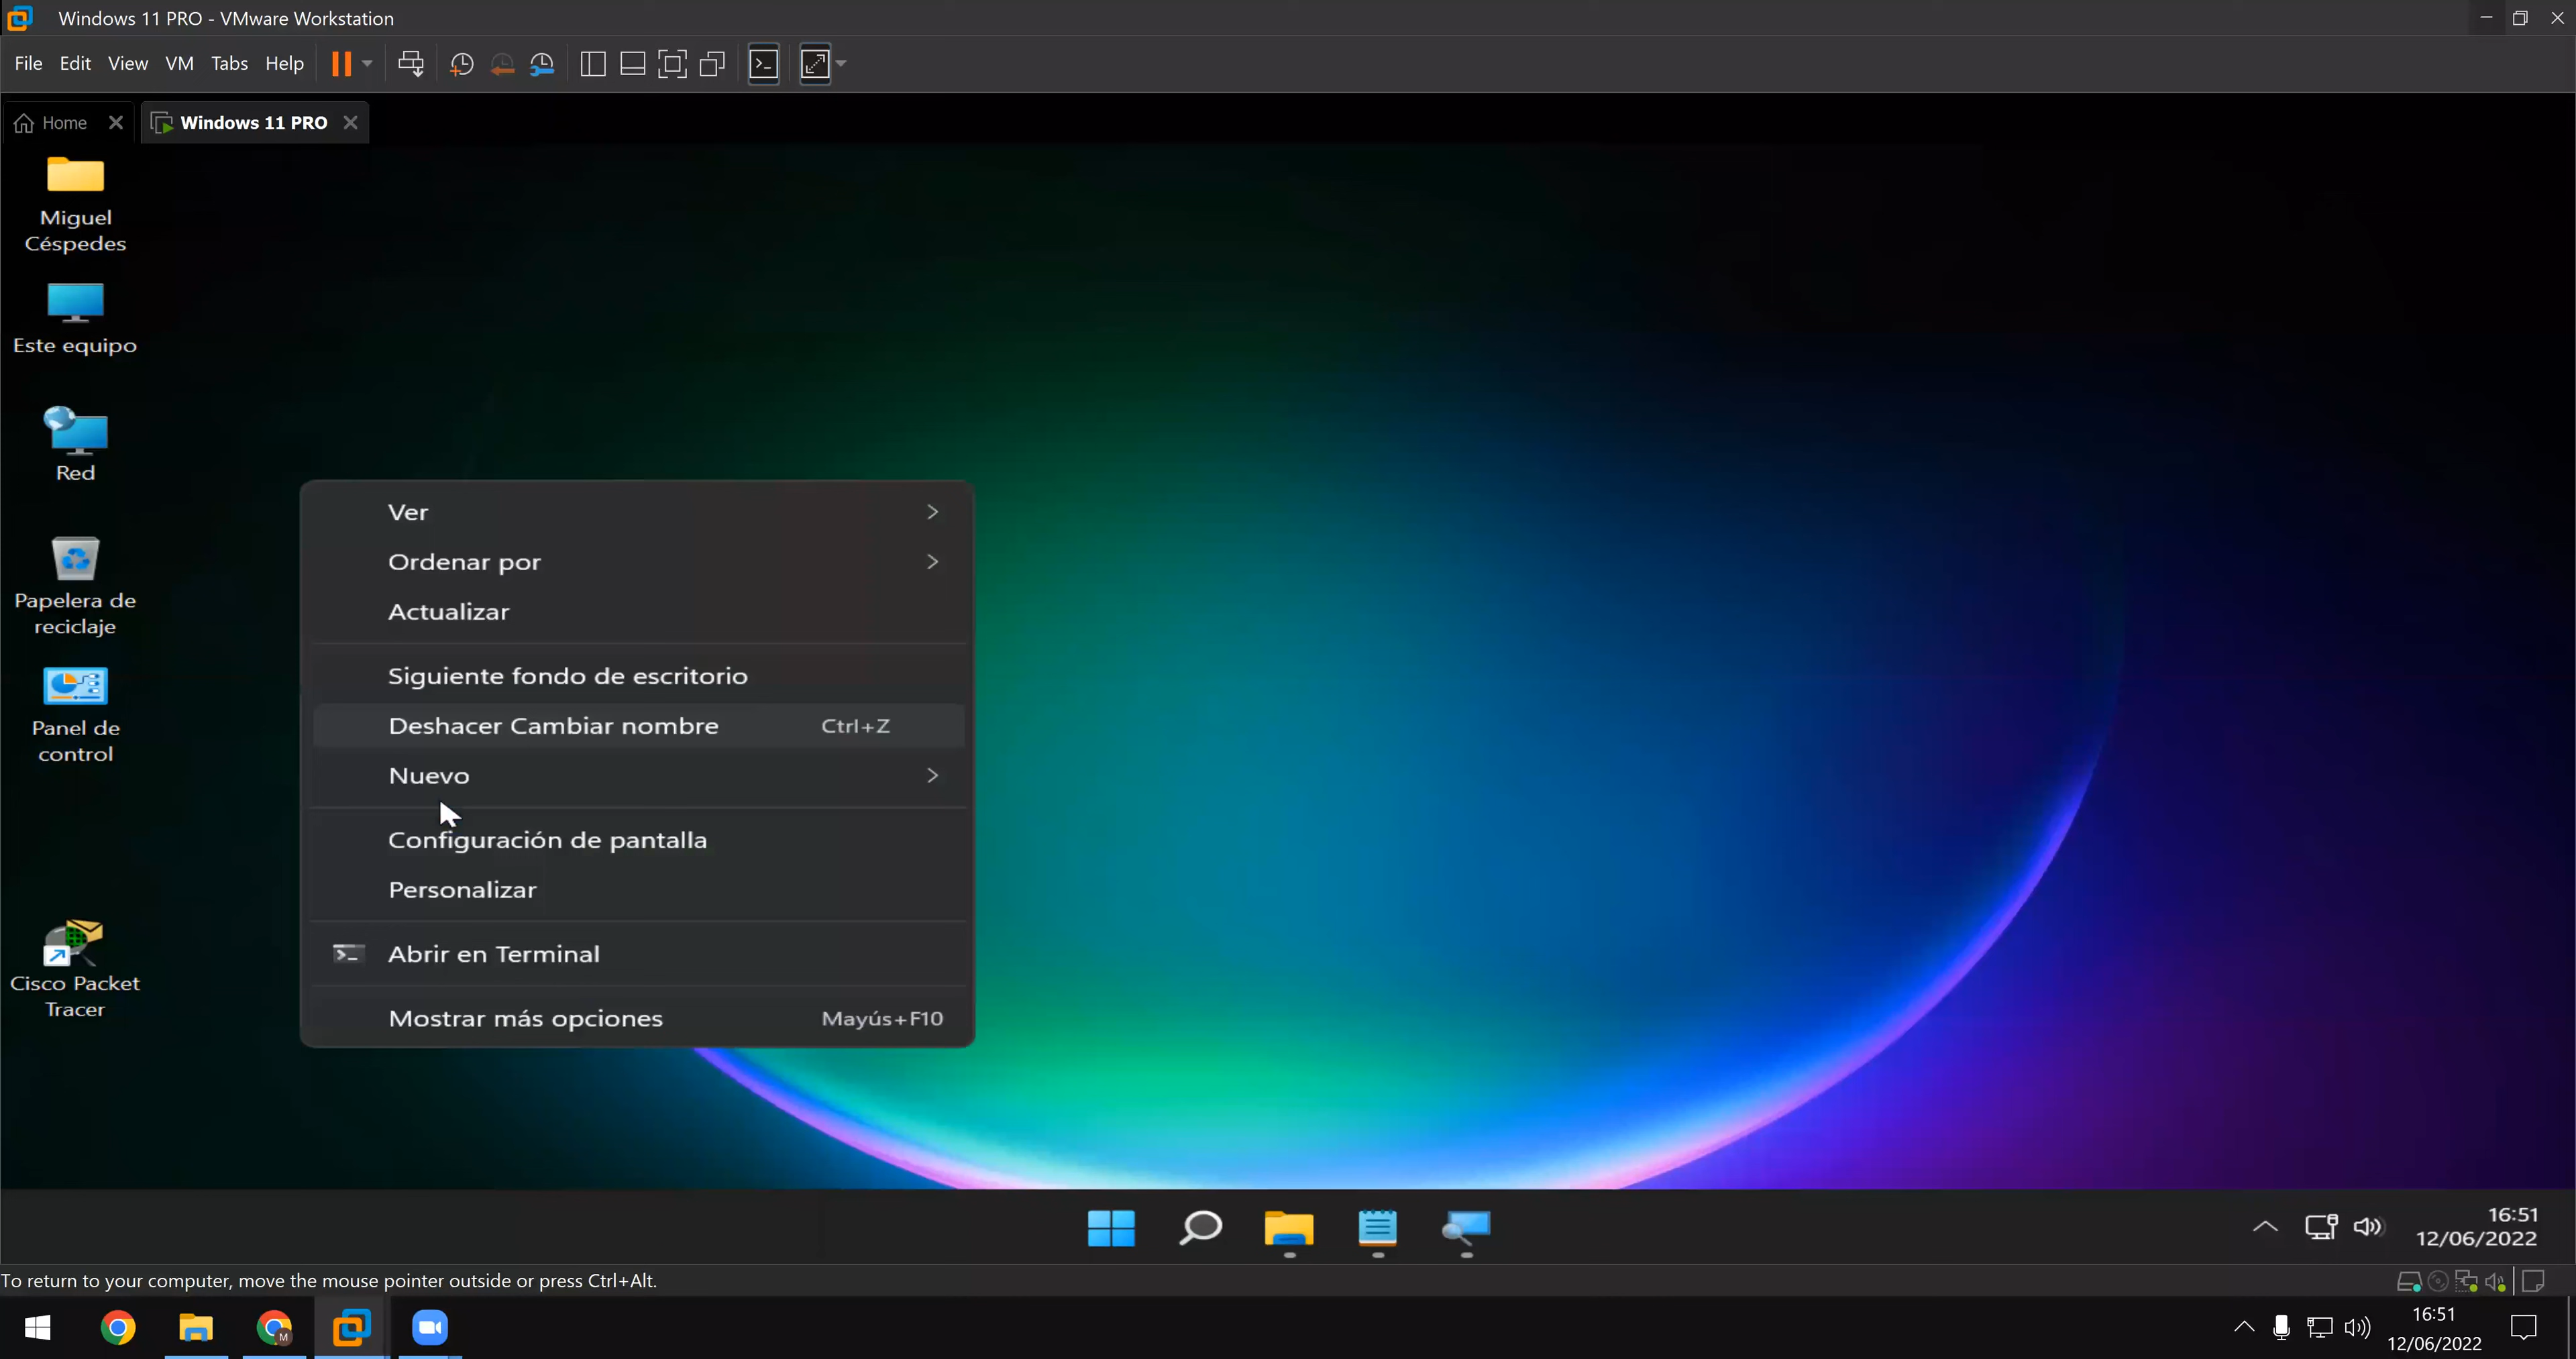 Windows 11 PRO - VMware Workstation
File Edit View VM Tabs Help
Home Windows 11 PRO
Miguel
Céspedes
Este equipo
Red
Papelera de
reciclaje
Panel de
control
Cisco Packet
Tracer
Ver
Ordenar por
Actualizar
Siguiente fondo de escritorio
Deshacer Cambiar nombre Ctrl+Z
Nuevo
Configuración de pantalla
Personalizar
Abrir en Terminal
Mostrar más opciones Mayús+F10
16:51
12/06/2022
To return to your computer, move the mouse pointer outside or press Ctrl+Alt.
M
16:51
12/06/2022